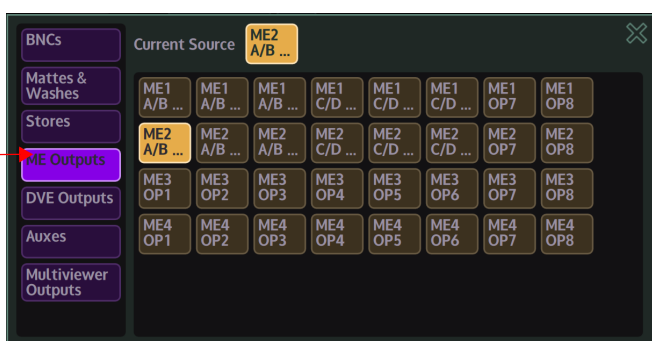 BNCs
Mattes &
Washes
Stores
ME Outputs
DVE Outputs
Auxes
Multiviewer
Outputs
Current Source
ME2
A/B ...
ME1 ME1 ME1 ME1 ME1 ME1 ME1 ME1
A/B ... A/B ... A/B ... C/D ... C/D ... C/D ... OP7 OP8
ME2 ME2 ME2 ME2 ME2 ME2 ME2 ME2
A/B ... A/B ... A/B ... C/D ... C/D ... C/D ... OP7 OP8
ME3 ME3 ME3 ME3 ME3 ME3 ME3 ME3
OP1 OP2 OP3 OP4 OP5 OP6 OP7 OP8
ME4 ME4 ME4 ME4 ME4 ME4 ME4 ME4
OP1 OP2 OP3 OP4 OP5 OP6 OP7 OP8